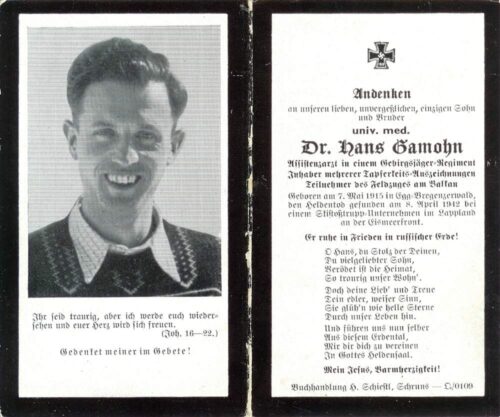 Ihr seid traurig, aber ich werde euch wieder-
sehen und euer Herz wird sich freuen.
(Joh. 16—22.)
Gedenket meiner im Gebete!
Andenken
an unseren lieben, unvergeßlichen, einzigen Sohn
und Bruder
univ. med.
Dr. Hans Gamohn
Assistenzarzt in einem Gebirgsjäger-Regiment
Inhaber mehrerer Tapferkeits-Auszeichnungen
Teilnehmer des Feldzuges am Balkan
Geboren am 7. Mai 1915 in Egg-Bregenzerwald,
den Heldentod gefunden am 8. April 1942 bei
einem Skistoßtrupp-Unternehmen im Lappland
an der Eismeerfront.
Er ruhe in Frieden in russischer Erde!
O Hans, du Stolz der Deinen,
Du vielgeliebter Sohn,
Verödet ist die Heimat,
So traurig unser Wohn'.
Doch deine Lieb' und Treue
Dein edler, weiser Sinn,
Sie glüh'n wie helle Sterne
Durch unser Leben hin.
Und führen uns nun selber
Aus diesem Erdental,
Mit dir dich zu vereinen
In Gottes Heldensaal.
Mein Jesus, Barmherzigkeit!
Buchhandlung H. Schiestl, Schruns — Ω/0109